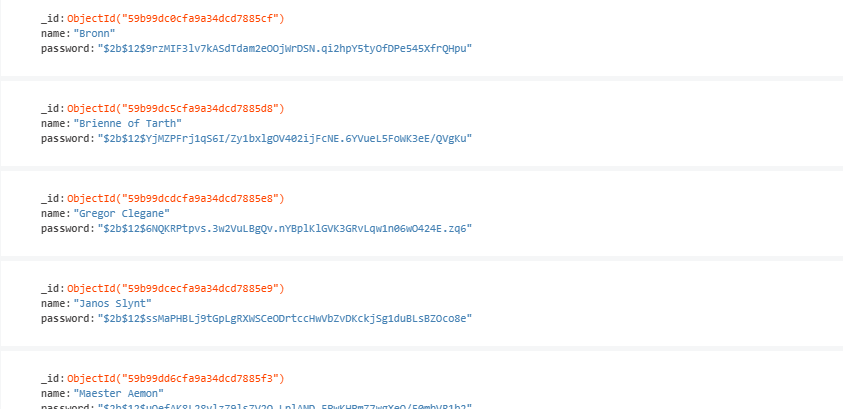 _id: ObjectId("59b99dc0cfa9a34dcd7885cf")
name: "Bronn"
password: "$2b$12$9rzMIF3lv7kASdTdam2eOOjWrDSN.qi2hpY5tyOfDPe545XfrQHpu"
_id: ObjectId("59b99dc5cfa9a34dcd7885d8")
name: "Brienne of Tarth"
password: "$2b$12$YjMZPFrj1qS6I/Zy1bxlgOV402ijFcNE.6YVueL5FoWK3eE/QVgKu"
_id: ObjectId("59b99dcdcfa9a34dcd7885e8")
name: "Gregor Clegane"
password: "$2b$12$6NQKRPtpvs.3w2VuLBgQv.nYBplKlGVK3GRvLqw1n06wO424E.zq6"
_id: ObjectId("59b99dcecfa9a34dcd7885e9")
name: "Janos Slynt"
password: "$2b$12$ssMaPHBLj9tGpLgRXWSCeODrtccHwVbZvDKckjSg1duBLsBZOco8e"
_id: ObjectId("59b99dd6cfa9a34dcd7885f3")
name: "Maester Aemon"
password: